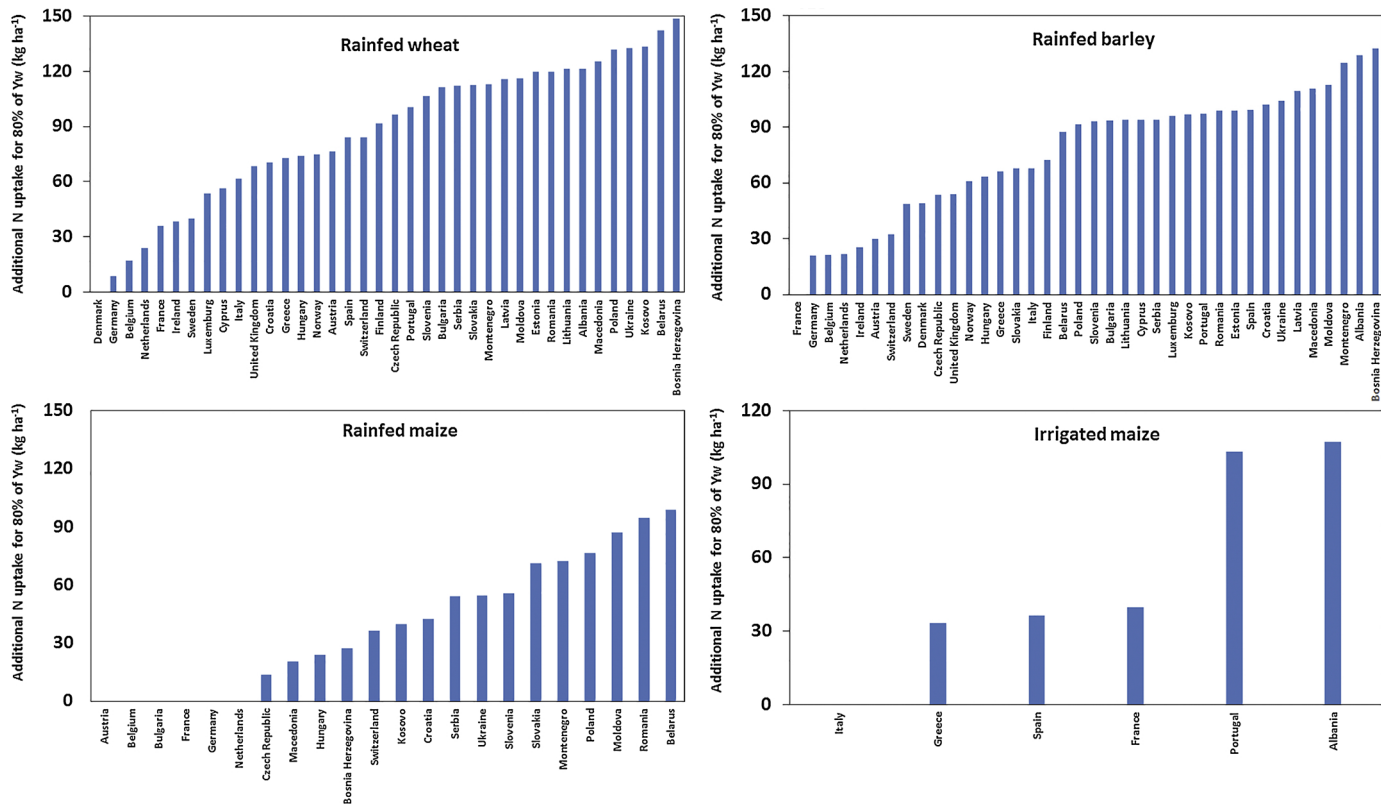 Rainfed wheat
Additional N uptake for 80% of Yw (kg ha⁻¹)
150
120
90
60
30
0
Denmark
Germany
Belgium
Netherlands
France
Ireland
Sweden
Luxemburg
Cyprus
Italy
United Kingdom
Croatia
Greece
Hungary
Norway
Austria
Spain
Switzerland
Finland
Czech Republic
Portugal
Slovenia
Bulgaria
Serbia
Slovakia
Montenegro
Latvia
Moldova
Estonia
Romania
Lithuania
Albania
Macedonia
Poland
Ukraine
Kosovo
Belarus
Bosnia Herzegovina
Rainfed barley
Additional N uptake for 80% of Yw (kg ha⁻¹)
150
120
90
60
30
0
France
Germany
Belgium
Netherlands
Ireland
Austria
Switzerland
Sweden
Denmark
Czech Republic
United Kingdom
Norway
Hungary
Greece
Slovakia
Italy
Finland
Belarus
Poland
Slovenia
Bulgaria
Lithuania
Cyprus
Serbia
Luxemburg
Kosovo
Portugal
Romania
Estonia
Spain
Croatia
Ukraine
Latvia
Macedonia
Moldova
Montenegro
Albania
Bosnia Herzegovina
Rainfed maize
Additional N uptake for 80% of Yw (kg ha⁻¹)
150
120
90
60
30
0
Austria
Belgium
Bulgaria
France
Germany
Netherlands
Czech Republic
Macedonia
Hungary
Bosnia Herzegovina
Switzerland
Kosovo
Croatia
Serbia
Ukraine
Slovenia
Slovakia
Montenegro
Poland
Moldova
Romania
Belarus
Irrigated maize
Additional N uptake for 80% of Yw (kg ha⁻¹)
120
90
60
30
0
Italy
Greece
Spain
France
Portugal
Albania